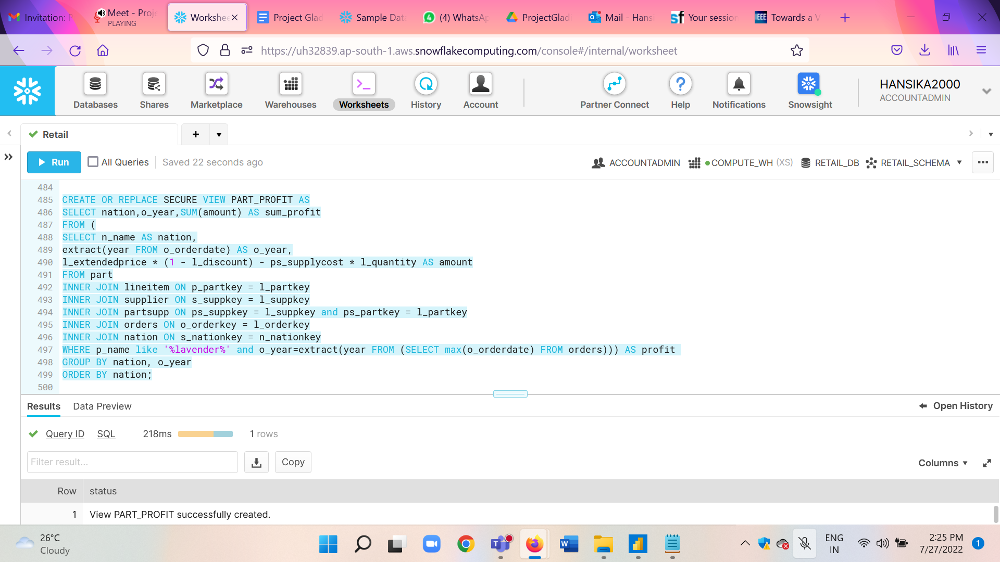 Invitation: P
Meet - Proje
PLAYING
Workshee
Project Glad
Sample Data
(4) WhatsAp
ProjectGladi
Mail - Hansi
Your session
IEEE Towards a V
https://uh32839.ap-south-1.aws.snowflakecomputing.com/console#/internal/worksheet
Databases
Shares
Marketplace
Warehouses
Worksheets
History
Account
Partner Connect
Help
Notifications
Snowsight
HANSIKA2000
ACCOUNTADMIN
Retail
Run
All Queries
Saved 22 seconds ago
ACCOUNTADMIN
COMPUTE_WH (XS)
RETAIL_DB
RETAIL_SCHEMA
484
485 CREATE OR REPLACE SECURE VIEW PART_PROFIT AS
486 SELECT nation,o_year,SUM(amount) AS sum_profit
487 FROM (
488 SELECT n_name AS nation,
489 extract(year FROM o_orderdate) AS o_year,
490 l_extendedprice * (1 - l_discount) - ps_supplycost * l_quantity AS amount
491 FROM part
492 INNER JOIN lineitem ON p_partkey = l_partkey
493 INNER JOIN supplier ON s_suppkey = l_suppkey
494 INNER JOIN partsupp ON ps_suppkey = l_suppkey and ps_partkey = l_partkey
495 INNER JOIN orders ON o_orderkey = l_orderkey
496 INNER JOIN nation ON s_nationkey = n_nationkey
497 WHERE p_name like '%lavender%' and o_year=extract(year FROM (SELECT max(o_orderdate) FROM orders))) AS profit
498 GROUP BY nation, o_year
499 ORDER BY nation;
500
Results
Data Preview
Open History
Query ID
SQL
218ms
1 rows
Filter result...
Copy
Columns
Row
status
1
View PART_PROFIT successfully created.
26°C
Cloudy
ENG
IN
2:25 PM
7/27/2022
1